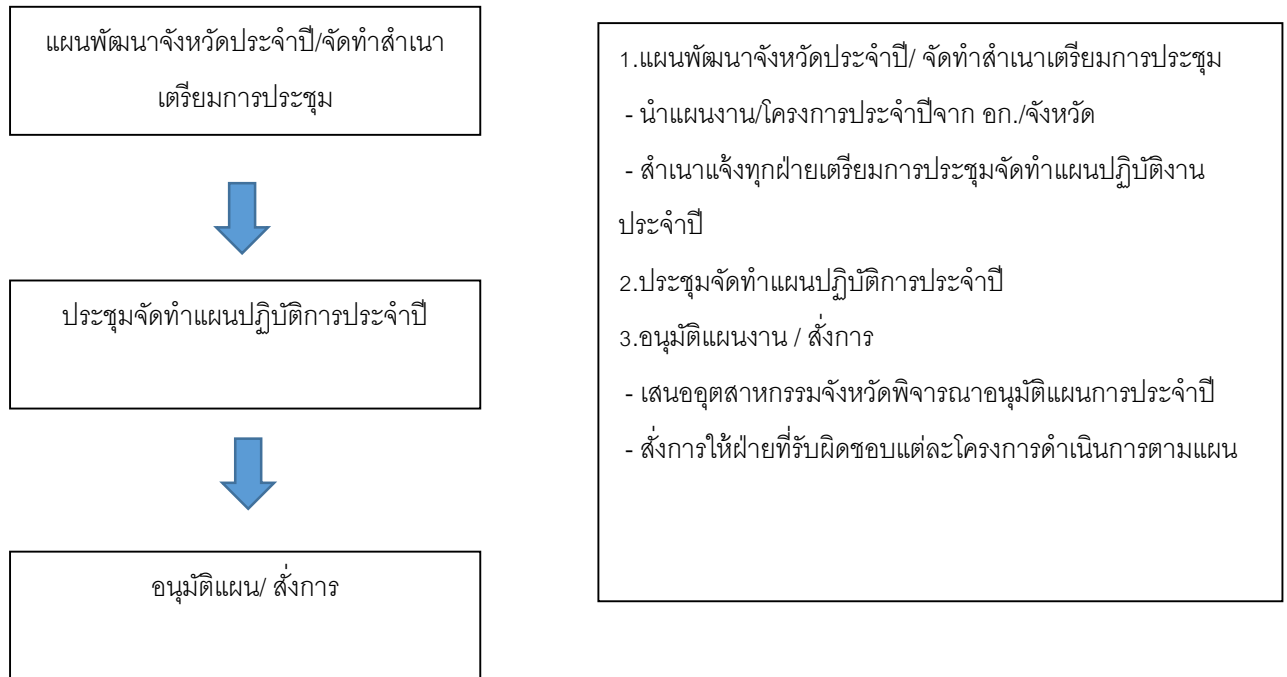 แผนพัฒนาจังหวัดประจำปี/จัดทำสำเนา
เตรียมการประชุม
ประชุมจัดทำแผนปฏิบัติการประจำปี
อนุมัติแผน/ สั่งการ
1.แผนพัฒนาจังหวัดประจำปี/ จัดทำสำเนาเตรียมการประชุม
- นำแผนงาน/โครงการประจำปีจาก อก./จังหวัด
- สำเนาแจ้งทุกฝ่ายเตรียมการประชุมจัดทำแผนปฏิบัติงาน
ประจำปี
2.ประชุมจัดทำแผนปฏิบัติการประจำปี
3.อนุมัติแผนงาน / สั่งการ
- เสนออุตสาหกรรมจังหวัดพิจารณาอนุมัติแผนการประจำปี
- สั่งการให้ฝ่ายที่รับผิดชอบแต่ละโครงการดำเนินการตามแผน